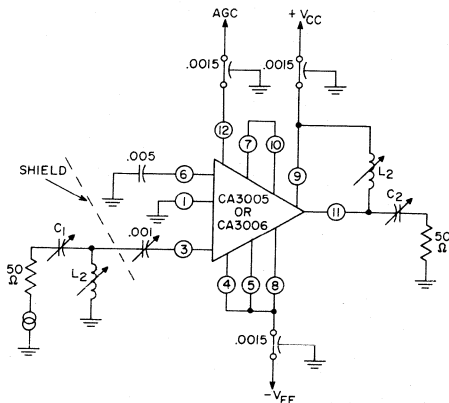 AGC
+ VCC
.0015
.0015
12
7
10
SHIELD
.005
6
9
L2
1
CA3005
OR
CA3006
C1
.001
3
11
C2
50
Ω
L2
4
5
8
50
Ω
.0015
−VEE